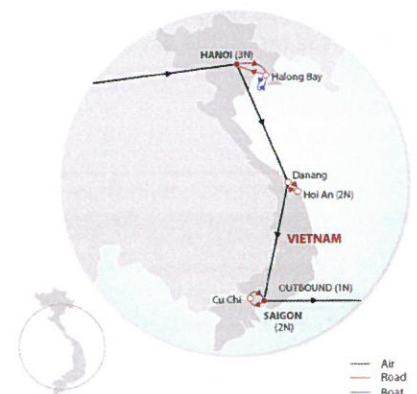 HANOI (3N)
Halong Bay
Danang
Hoi An (2N)
VIETNAM
OUTBOUND (1N)
Cu Chi
SAIGON
(2N)
Air
Road
Boat